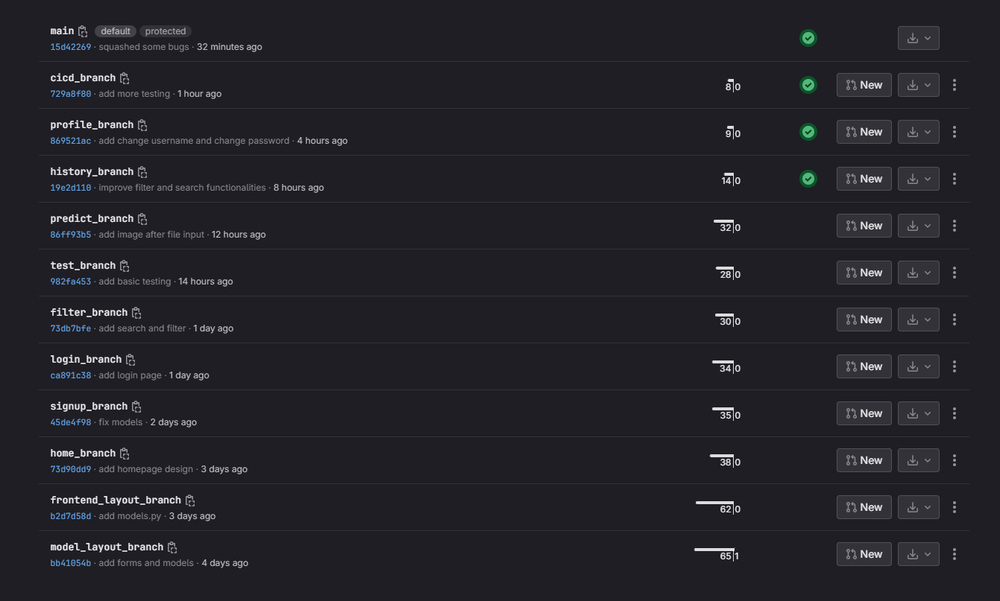 main default protected
15d42269 · squashed some bugs · 32 minutes ago
cicd_branch
729a8f80 · add more testing · 1 hour ago
8 0
New
profile_branch
869521ac · add change username and change password · 4 hours ago
9 0
New
history_branch
19e2d110 · improve filter and search functionalities · 8 hours ago
14 0
New
predict_branch
86ff93b5 · add image after file input · 12 hours ago
32 0
New
test_branch
982fa453 · add basic testing · 14 hours ago
28 0
New
filter_branch
73db7bfe · add search and filter · 1 day ago
30 0
New
login_branch
ca891c38 · add login page · 1 day ago
34 0
New
signup_branch
45de4f98 · fix models · 2 days ago
35 0
New
home_branch
73d90dd9 · add homepage design · 3 days ago
38 0
New
frontend_layout_branch
b2d7d58d · add models.py · 3 days ago
62 0
New
model_layout_branch
bb41054b · add forms and models · 4 days ago
65 1
New